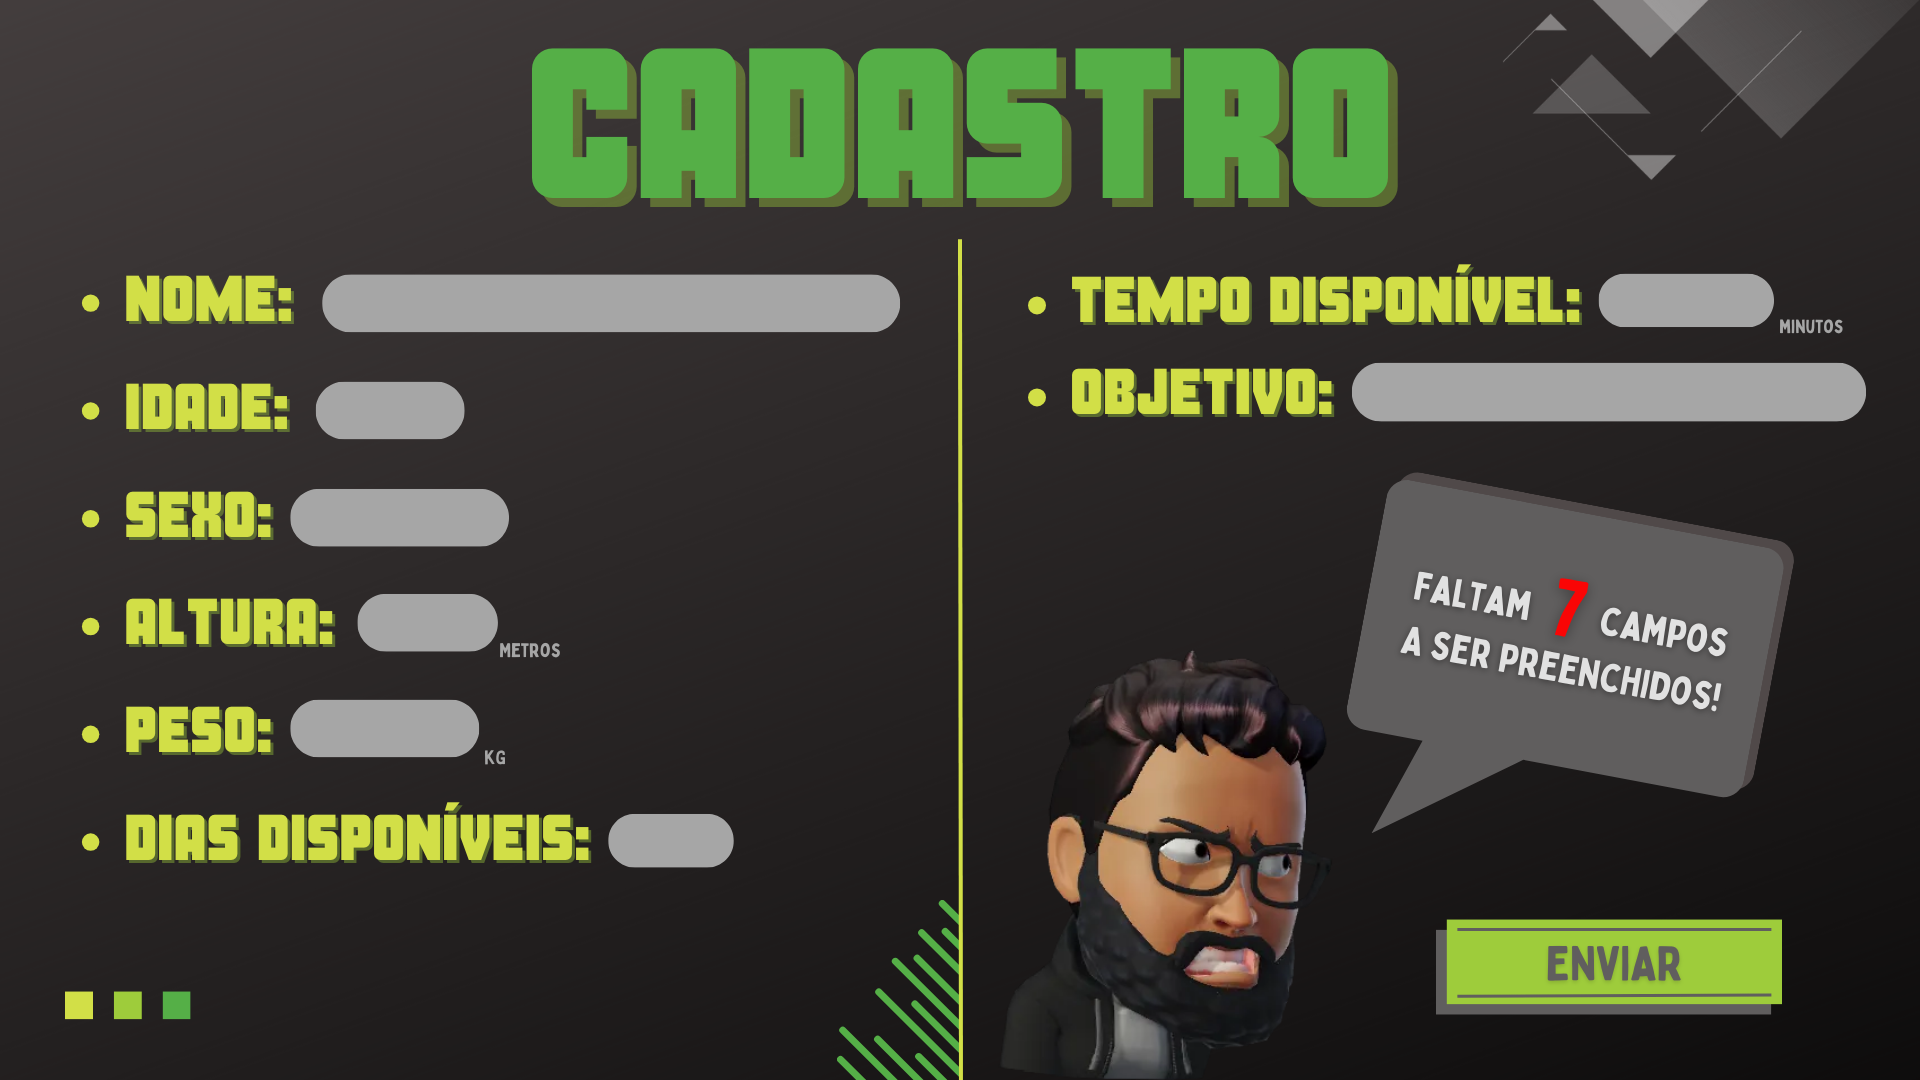 CADASTRO
NOME:
IDADE:
SEXO:
ALTURA:
METROS
PESO:
KG
DIAS DISPONÍVEIS:
TEMPO DISPONÍVEL:
MINUTOS
OBJETIVO:
FALTAM 7 CAMPOS
A SER PREENCHIDOS!
ENVIAR